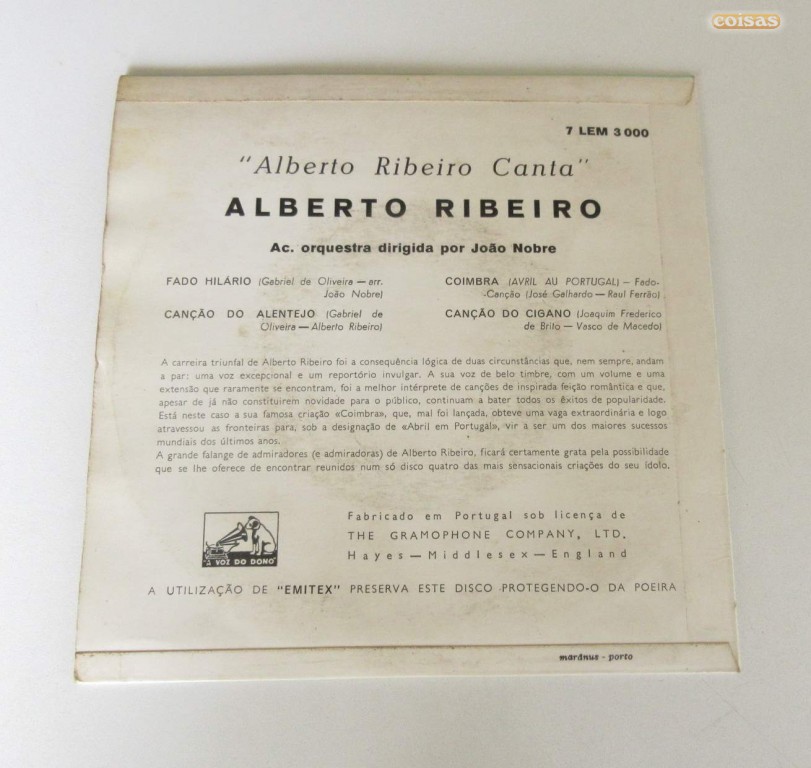 coisas
7 LEM 3000
"Alberto Ribeiro Canta"
ALBERTO RIBEIRO
Ac. orquestra dirigida por João Nobre
FADO HILÁRIO (Gabriel de Oliveira — arr.
João Nobre)
CANÇÃO DO ALENTEJO (Gabriel de
Oliveira — Alberto Ribeiro)
COIMBRA (AVRIL AU PORTUGAL) — Fado-
-Canção (José Galhardo — Raul Ferrão)
CANÇÃO DO CIGANO (Joaquim Frederico
de Brito — Vasco de Macedo)
A carreira triunfal de Alberto Ribeiro foi a consequência lógica de duas circunstâncias que, nem sempre, andam
a par: uma voz excepcional e um reportório invulgar. A sua voz de belo timbre, com um volume e uma
extensão que raramente se encontram, foi a melhor intérprete de canções de inspirada feição romântica e que,
apesar de já não constituirem novidade para o público, continuam a bater todos os êxitos de popularidade.
Está neste caso a sua famosa criação «Coimbra», que, mal foi lançada, obteve uma vaga extraordinária e logo
atravessou as fronteiras para, sob a designação de «Abril em Portugal», vir a ser um dos maiores sucessos
mundiais dos últimos anos.
A grande falange de admiradores (e admiradoras) de Alberto Ribeiro, ficará certamente grata pela possibilidade
que se lhe oferece de encontrar reunidos num só disco quatro das mais sensacionais criações do seu ídolo.
"A VOZ DO DONO"
Fabricado em Portugal sob licença de
THE GRAMOPHONE COMPANY, LTD.
Hayes — Middlesex — England
A UTILIZAÇÃO DE "EMITEX" PRESERVA ESTE DISCO PROTEGENDO-O DA POEIRA
marânus - porto